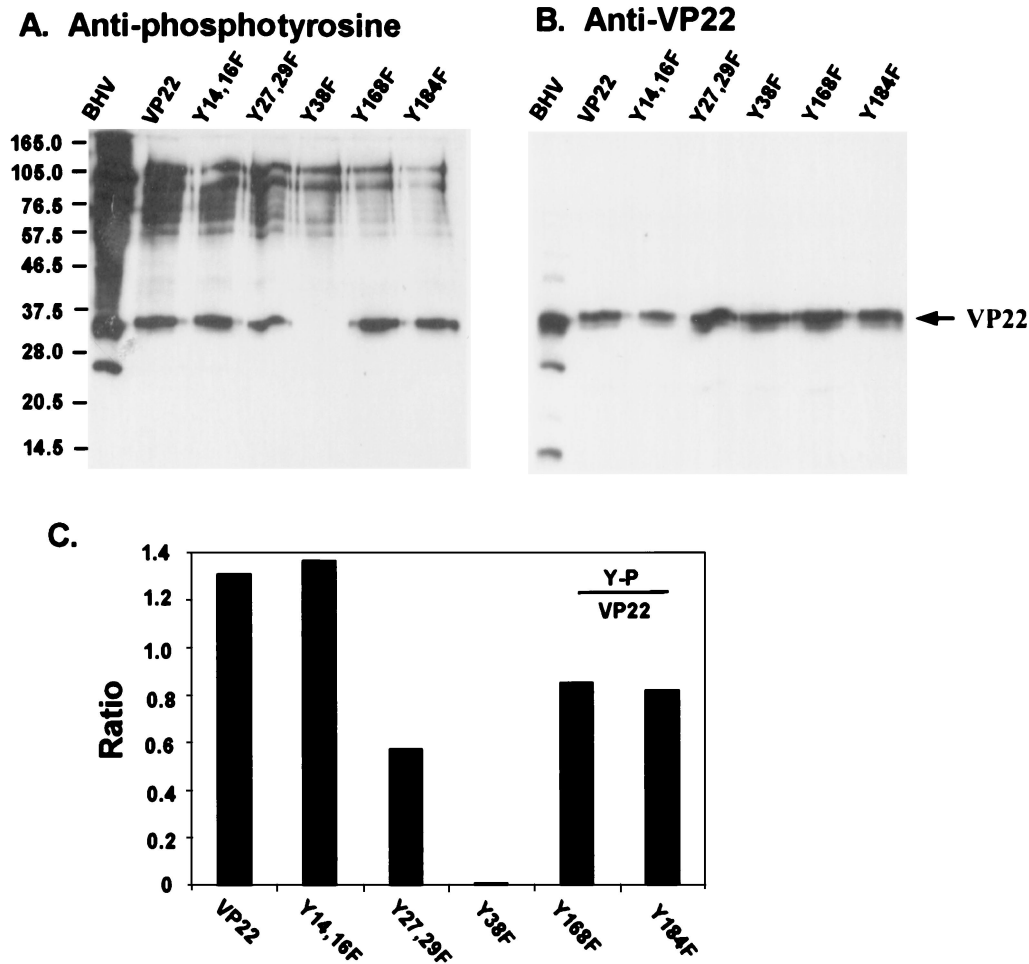 A. Anti-phosphotyrosine
BHV VP22 Y14,16F Y27,29F Y38F Y168F Y184F
165.0
105.0
76.5
57.5
46.5
37.5
28.0
20.5
14.5
B. Anti-VP22
BHV VP22 Y14,16F Y27,29F Y38F Y168F Y184F
VP22
C.
Ratio
1.4
1.2
1.0
0.8
0.6
0.4
0.2
0
Y-P
VP22
VP22 Y14,16F Y27,29F Y38F Y168F Y184F